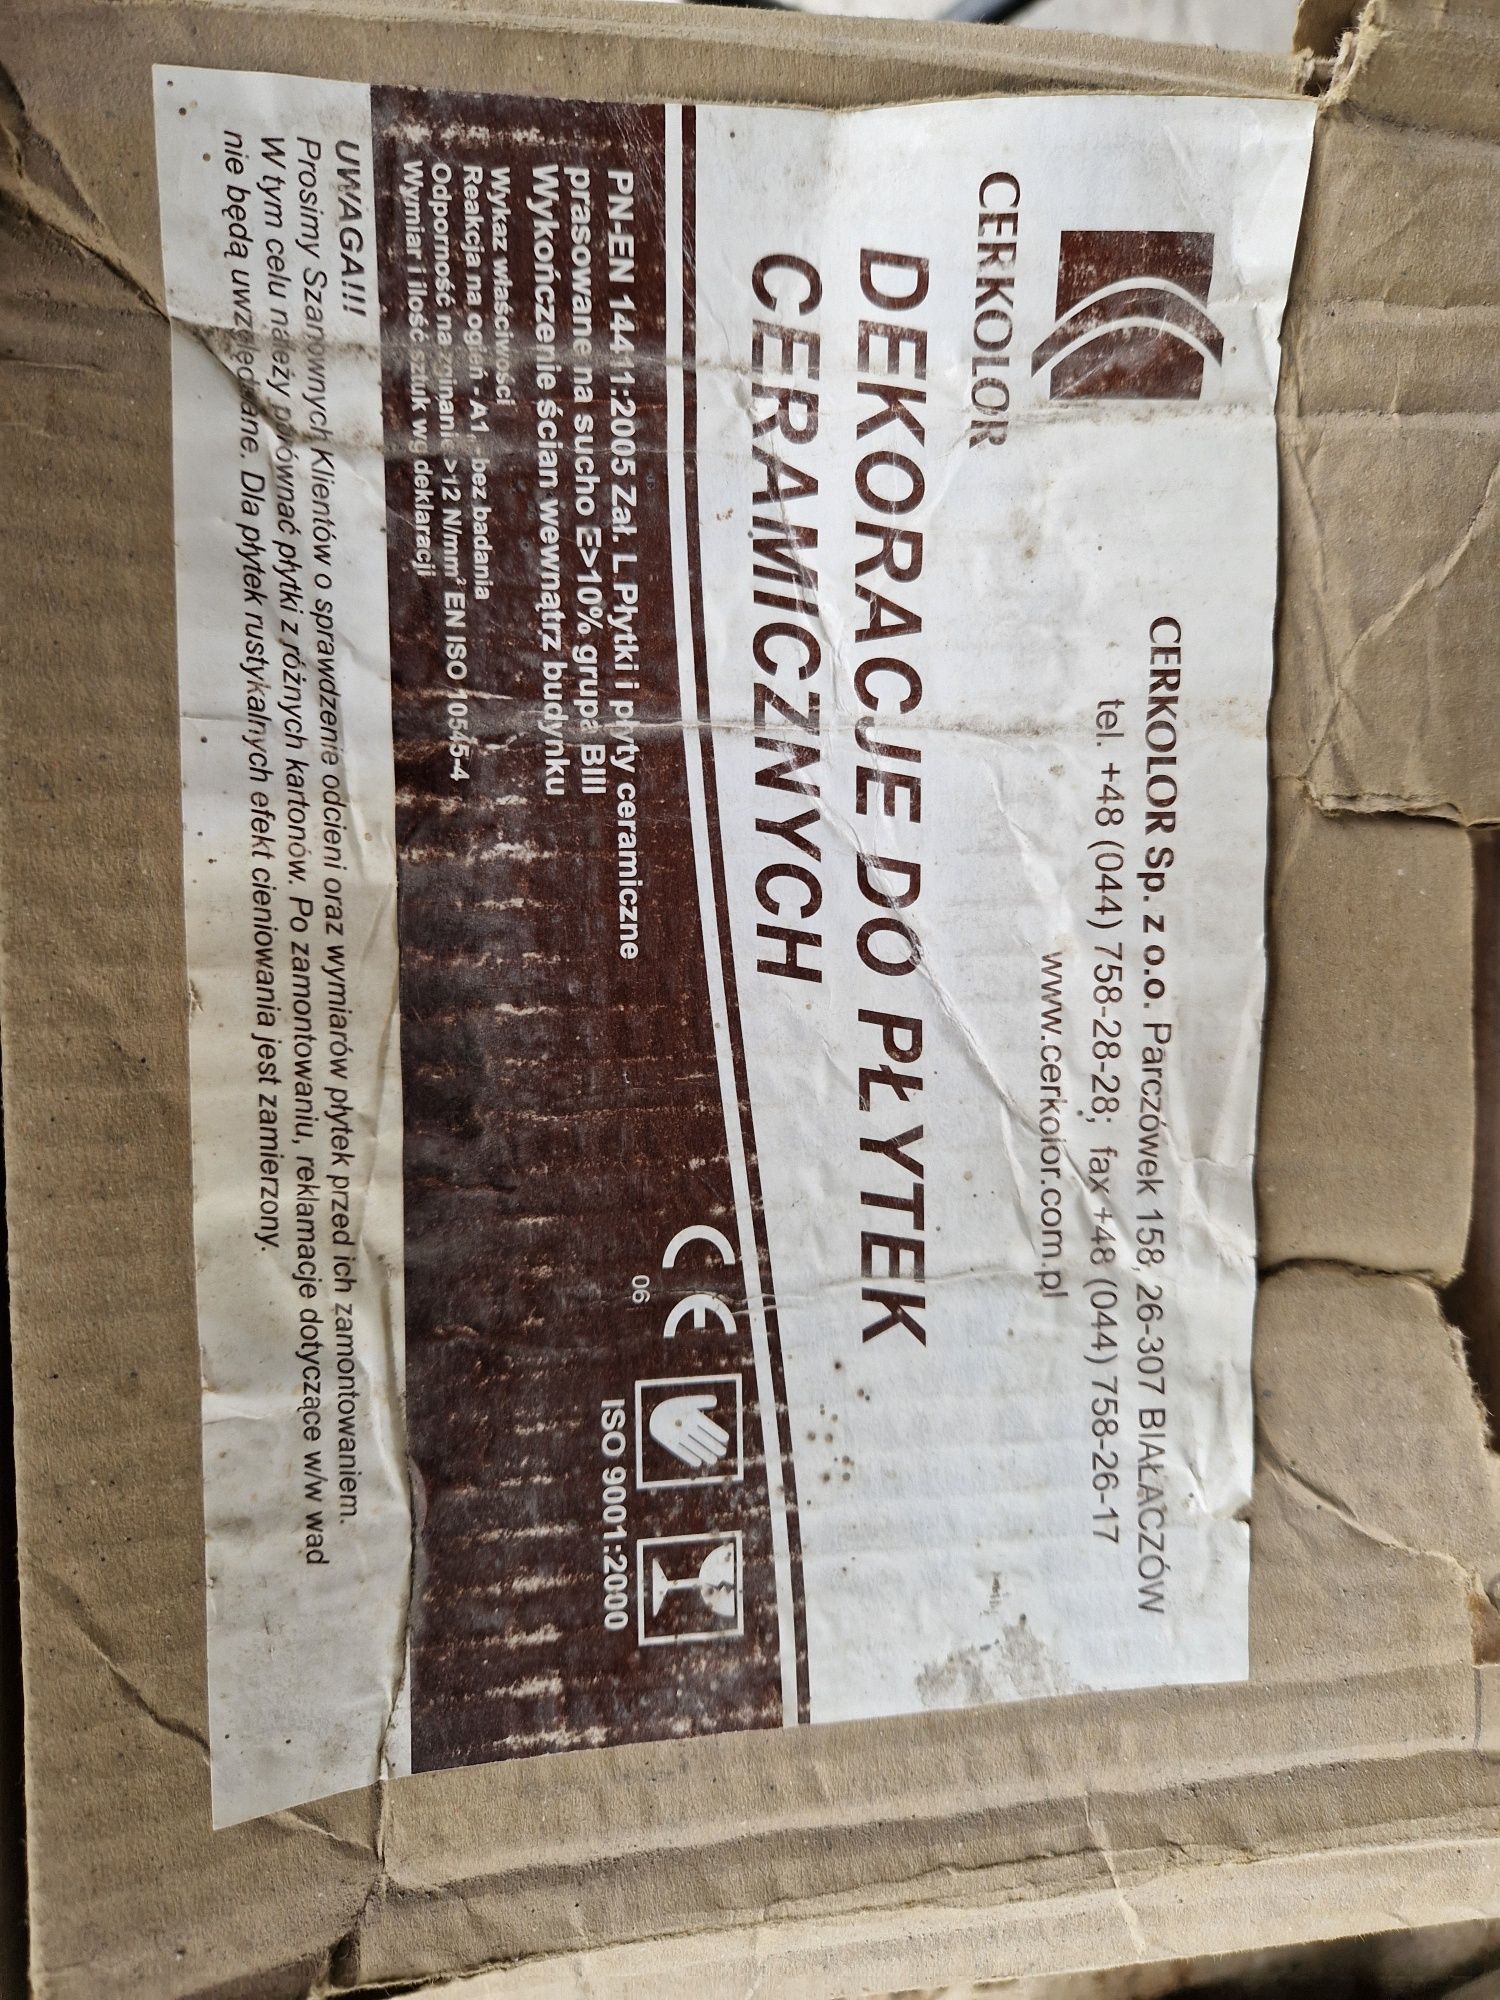 CERKOLOR
CERKOLOR Sp. z o.o. Parczówek 158, 26-307 BIAŁACZÓW
tel. +48 (044) 758-28-28; fax +48 (044) 758-26-17
www.cerkolor.com.pl
DEKORACJE DO PŁYTEK
CERAMICZNYCH
PN-EN 14411:2005 Zał. L Płytki i płyty ceramiczne
prasowane na sucho E>10% grupa BIII
Wykończenie ścian wewnątrz budynku
Wykaz właściwości
Reakcja na ogień - A1, -bez badania
Odporność na zginanie >12 N/mm² EN ISO 10545-4
Wymiar i ilość sztuk wg deklaracji
CE
06
ISO 9001:2000
UWAGA!!!
Prosimy Szanownych Klientów o sprawdzenie odcieni oraz wymiarów płytek przed ich zamontowaniem.
W tym celu należy porównać płytki z różnych kartonów. Po zamontowaniu, reklamacje dotyczące w/w wad
nie będą uwzględniane. Dla płytek rustykalnych efekt cieniowania jest zamierzony.